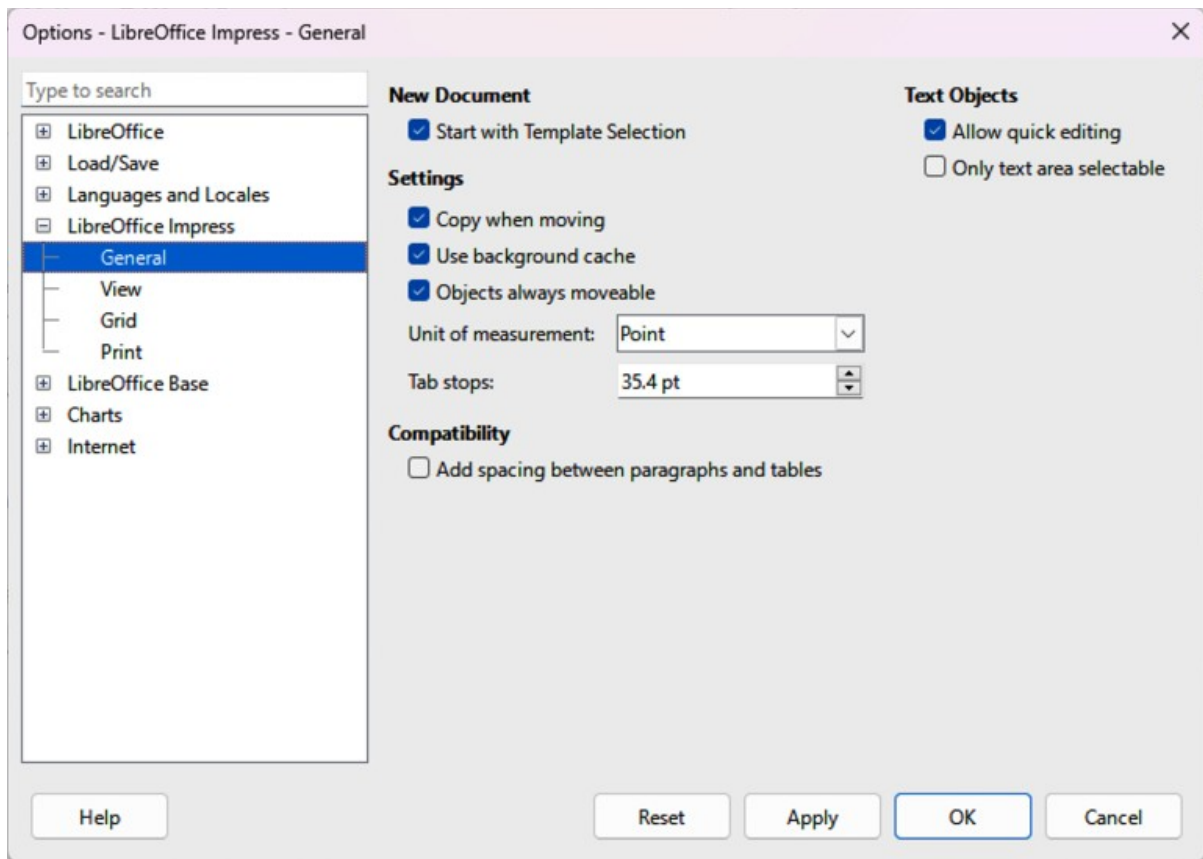 Options - LibreOffice Impress - General
Type to search
LibreOffice
Load/Save
Languages and Locales
LibreOffice Impress
General
View
Grid
Print
LibreOffice Base
Charts
Internet
New Document
Start with Template Selection
Settings
Copy when moving
Use background cache
Objects always moveable
Unit of measurement: Point
Tab stops: 35.4 pt
Compatibility
Add spacing between paragraphs and tables
Text Objects
Allow quick editing
Only text area selectable
Help
Reset
Apply
OK
Cancel